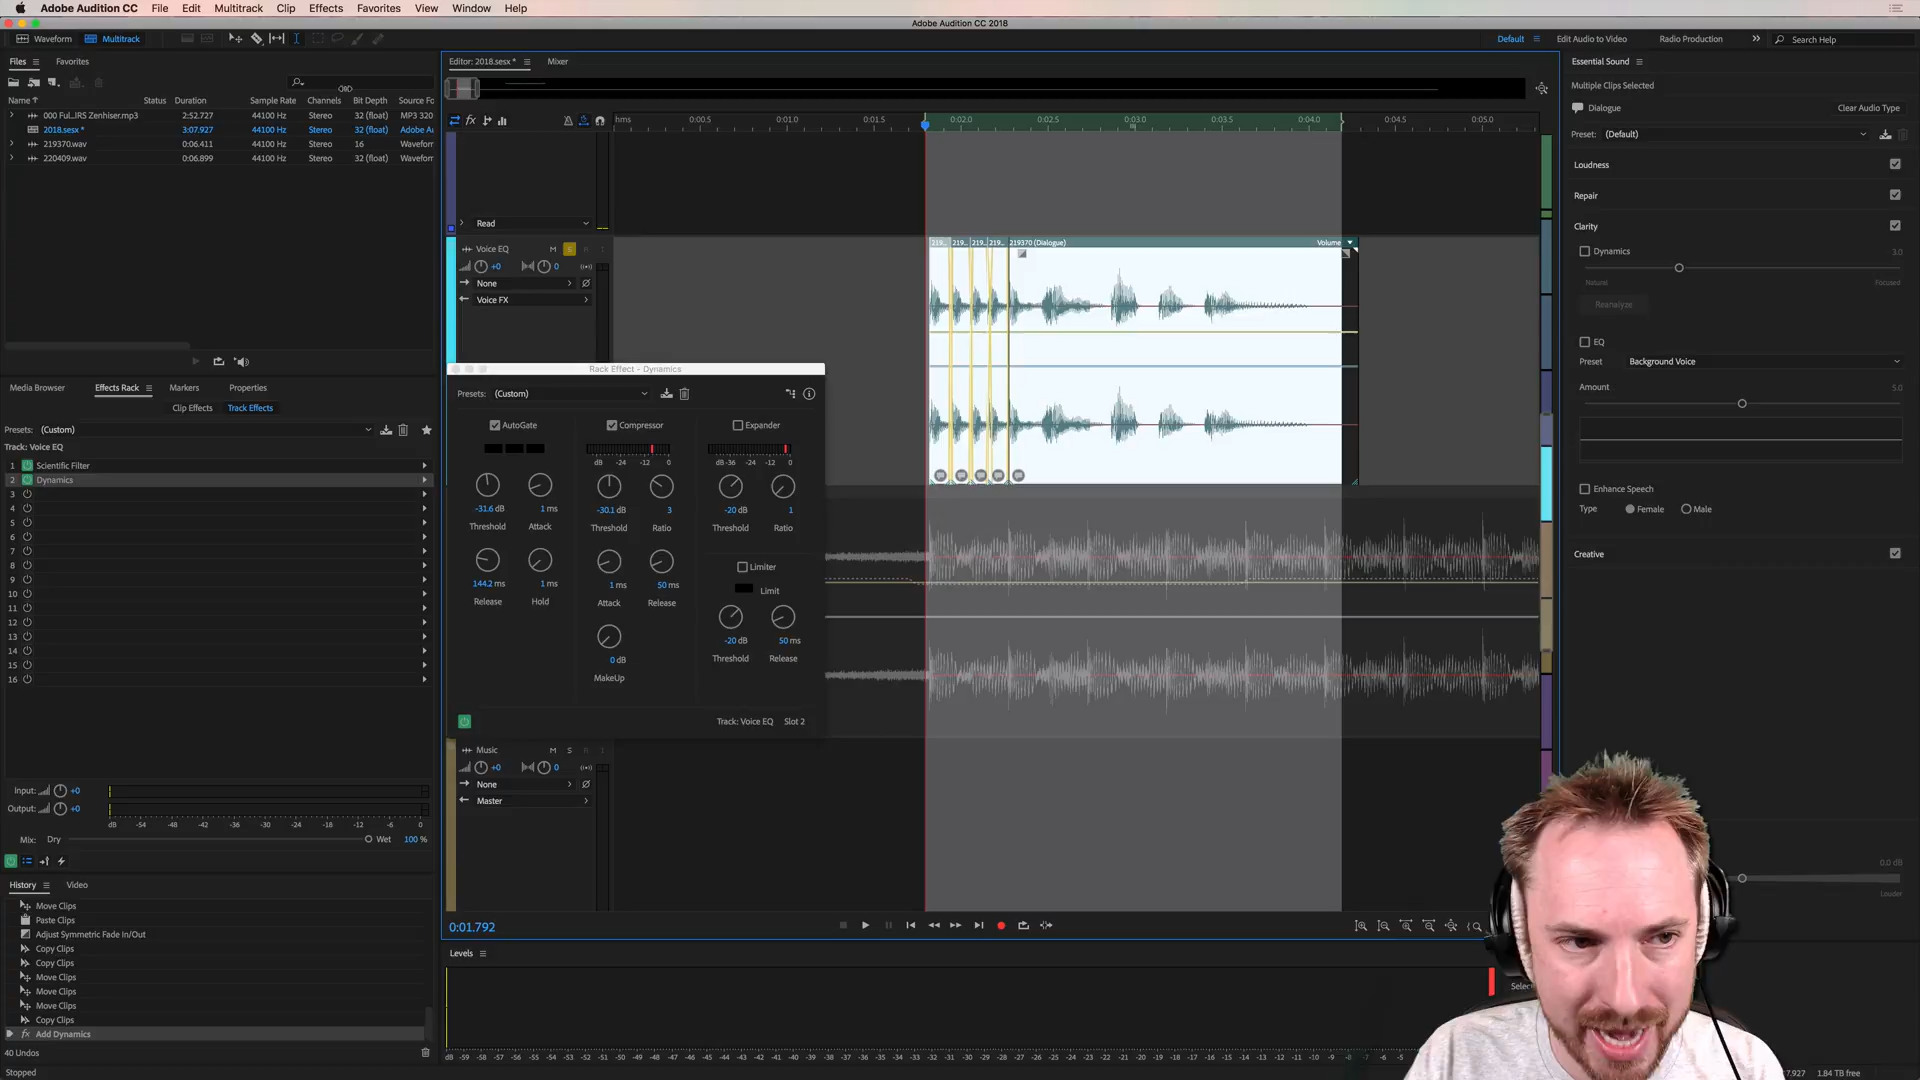 Adobe Audition CC File Edit Multitrack Clip Effects Favorites View Window Help
Adobe Audition CC 2018
Waveform Multitrack
Default Edit Audio to Video Radio Production Search Help
Files Favorites
Name Status Duration Sample Rate Channels Bit Depth Source Fo
000 Ful...IRS Zenhiser.mp3 2:52.727 44100 Hz Stereo 32 (float) MP3 320
2018.sesx * 3:07.927 44100 Hz Stereo 32 (float) Adobe Au
219370.wav 0:06.411 44100 Hz Stereo 16 Waveform
220409.wav 0:06.899 44100 Hz Stereo 32 (float) Waveform
Media Browser Effects Rack Markers Properties
Clip Effects Track Effects
Presets: (Custom)
Track: Voice EQ
1 Scientific Filter
2 Dynamics
3
4
5
6
7
8
9
10
11
12
13
14
15
16
Input: +0
Output: +0
dB -54 -48 -42 -36 -30 -24 -18 -12 -6 0
Mix: Dry Wet 100 %
History Video
Move Clips
Paste Clips
Adjust Symmetric Fade In/Out
Copy Clips
Copy Clips
Move Clips
Move Clips
Move Clips
Copy Clips
Add Dynamics
40 Undos
Stopped
Editor: 2018.sesx * Mixer
hms 0:00.5 0:01.0 0:01.5 0:02.0 0:02.5 0:03.0 0:03.5 0:04.0 0:04.5 0:05.0
Read
Voice EQ M S R I
+0 0
None
Voice FX
219... 219... 219... 219... 219370 (Dialogue) Volume
Rack Effect - Dynamics
Presets: (Custom)
AutoGate Compressor Expander
dB -24 -12 0 dB-36 -24 -12 0
-31.6 dB 1 ms -30.1 dB 3 -20 dB 1
Threshold Attack Threshold Ratio Threshold Ratio
Limiter
144.2 ms 1 ms 1 ms 50 ms Limit
Release Hold Attack Release
-20 dB 50 ms
0 dB Threshold Release
MakeUp
Track: Voice EQ Slot 2
Music M S R I
+0 0
None
Master
0:01.792
Levels
dB -59 -58 -57 -56 -55 -54 -53 -52 -51 -50 -49 -48 -47 -46 -45 -44 -43 -42 -41 -40 -39 -38 -37 -36 -35 -34 -33 -32 -31 -30 -29 -28 -27 -26 -25 -24 -23 -22 -21 -20 -19 -18 -17 -16 -15 -14 -13 -12 -11 -10 -9 -8 -7 -6 -5
Essential Sound
Multiple Clips Selected
Dialogue Clear Audio Type
Preset: (Default)
Loudness
Repair
Clarity
Dynamics 3.0
Natural Focused
Reanalyze
EQ
Preset Background Voice
Amount 5.0
Enhance Speech
Type Female Male
Creative
0.0 dB
Louder
Selec
7.927 1.84 TB free